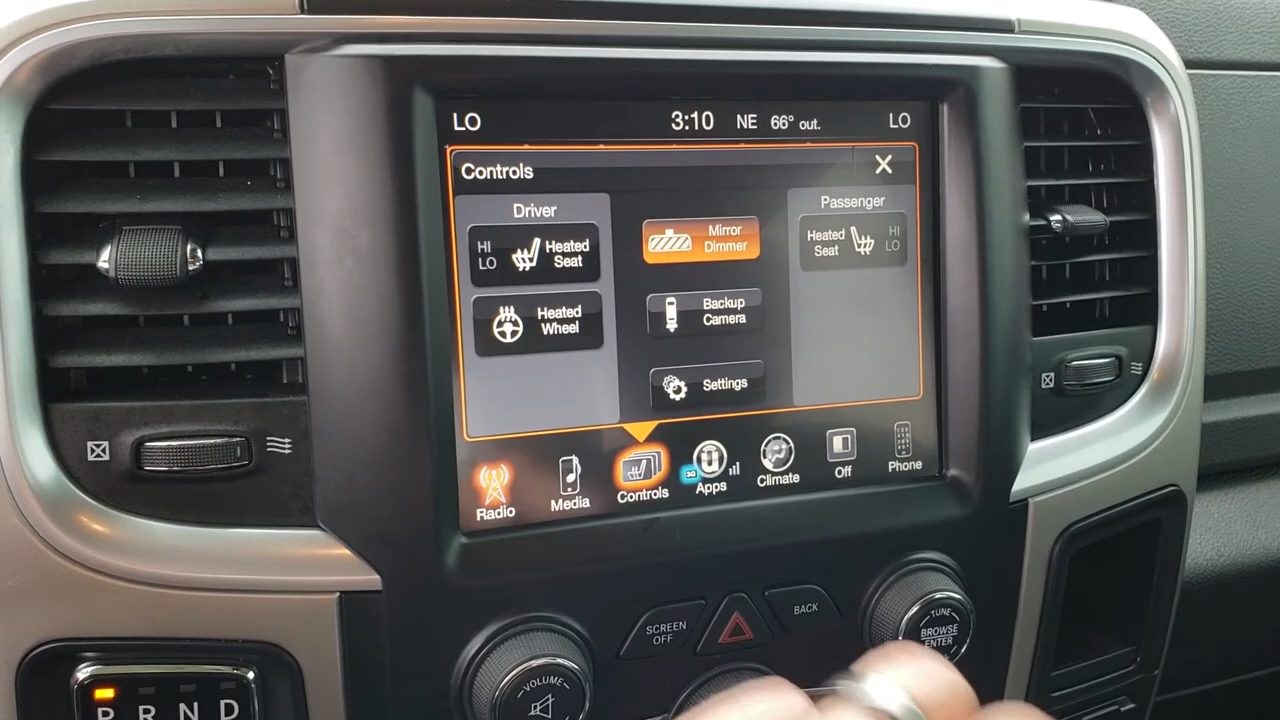 LO 3:10 NE 66° out. LO
Controls X
Driver
HI
LO
Heated
Seat
Heated
Wheel
Mirror
Dimmer
Backup
Camera
Settings
Passenger
Heated
Seat
HI
LO
Radio
Media
Controls
3G
Apps
Climate
Off
Phone
SCREEN
OFF
BACK
VOLUME
TUNE
BROWSE
ENTER
P R N D